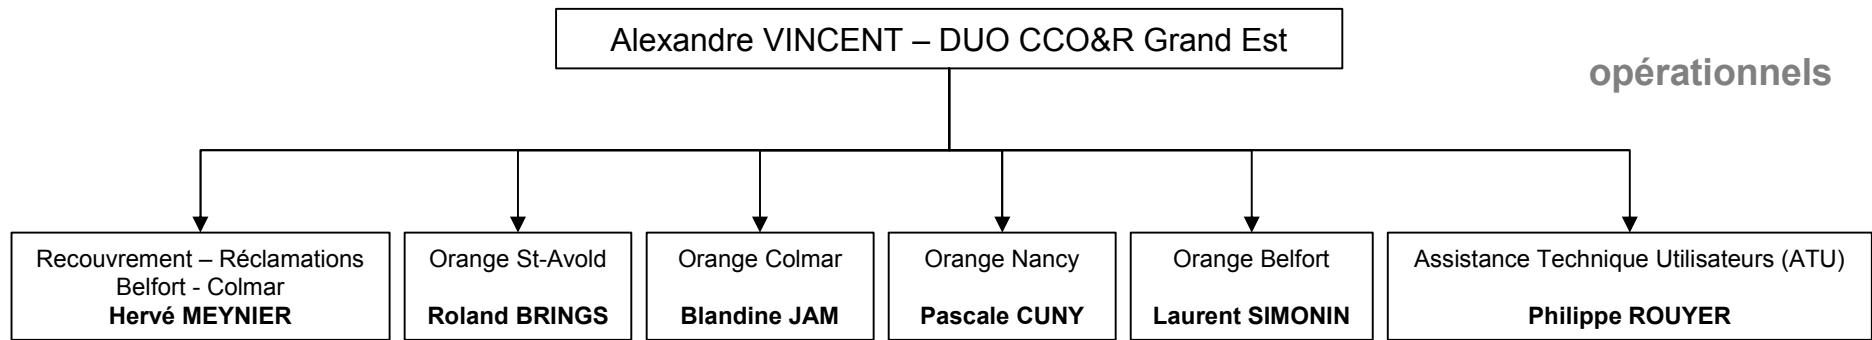 Alexandre VINCENT – DUO CCO&R Grand Est
opérationnels
Recouvrement – Réclamations
Belfort - Colmar
Hervé MEYNIER
Orange St-Avold
Roland BRINGS
Orange Colmar
Blandine JAM
Orange Nancy
Pascale CUNY
Orange Belfort
Laurent SIMONIN
Assistance Technique Utilisateurs (ATU)
Philippe ROUYER